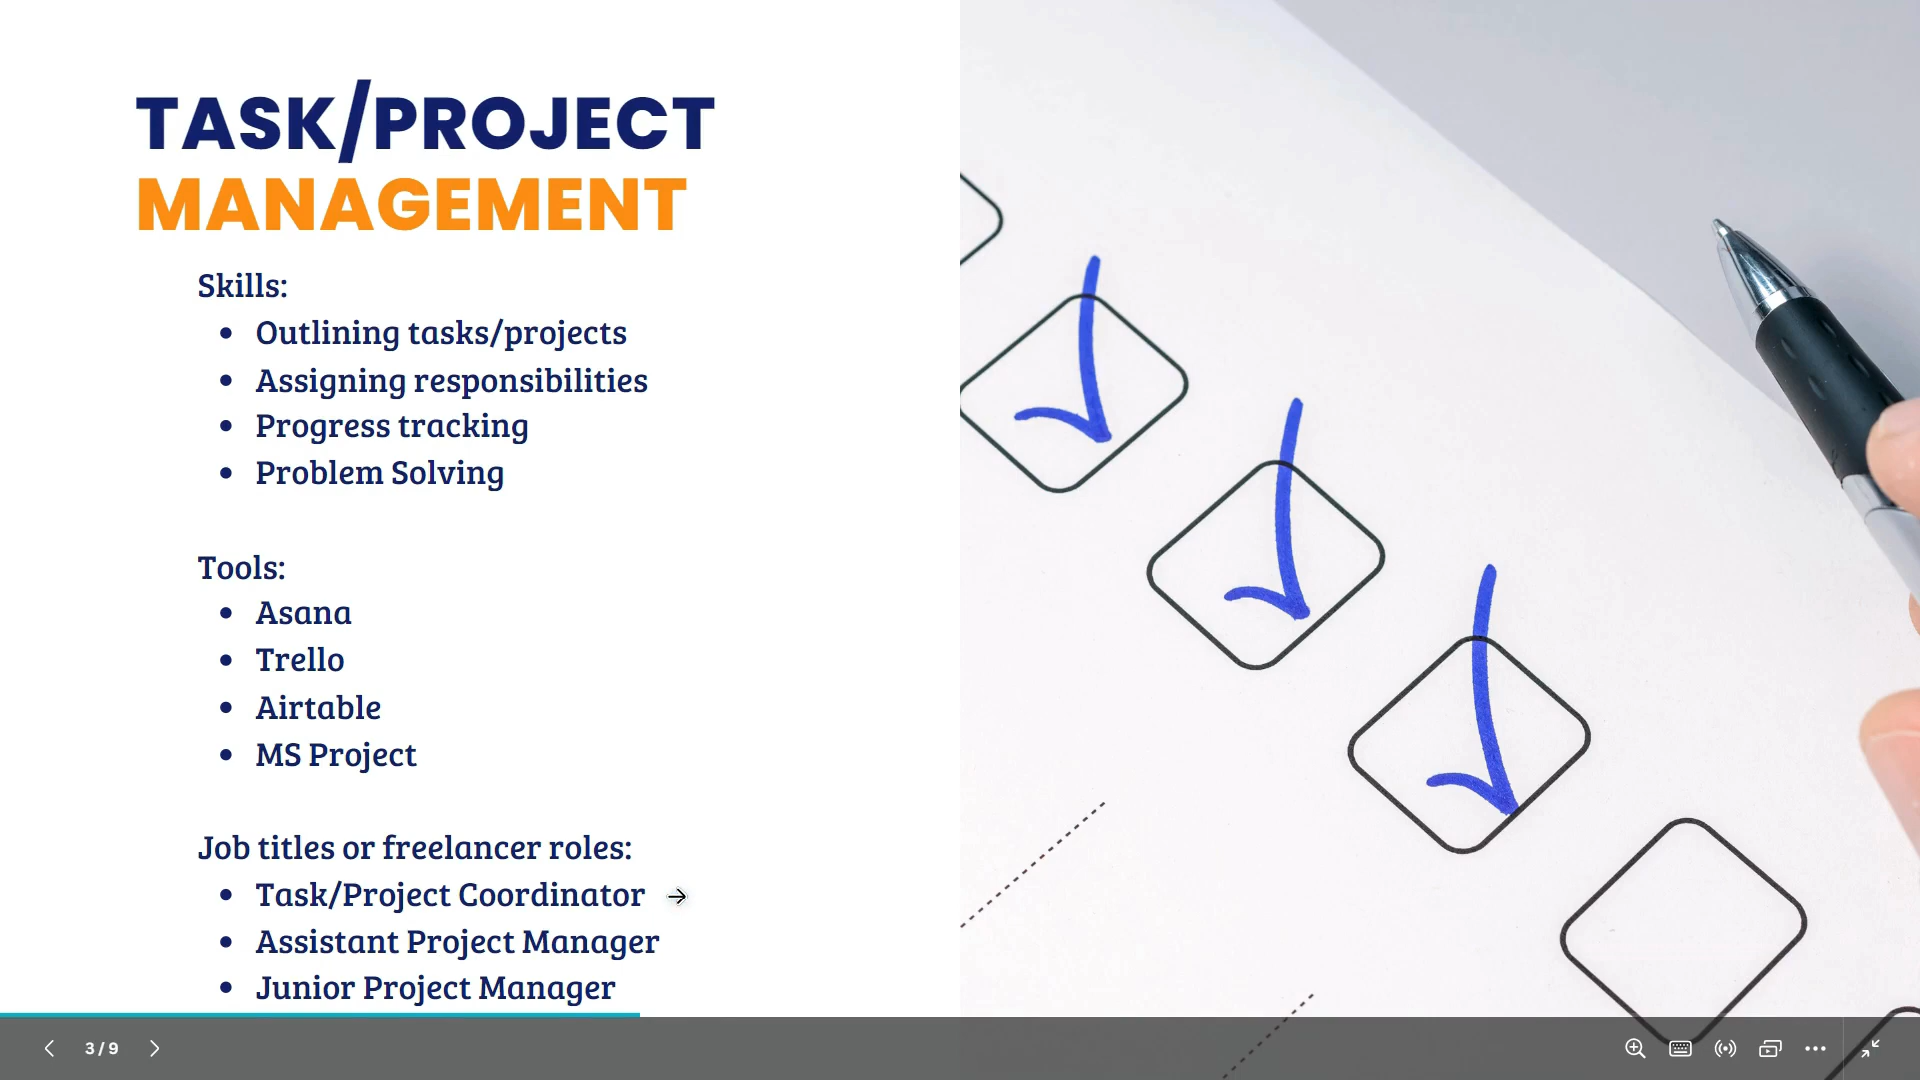 TASK/PROJECT
MANAGEMENT
Skills:
• Outlining tasks/projects
• Assigning responsibilities
• Progress tracking
• Problem Solving
Tools:
• Asana
• Trello
• Airtable
• MS Project
Job titles or freelancer roles:
• Task/Project Coordinator
• Assistant Project Manager
• Junior Project Manager
3 / 9